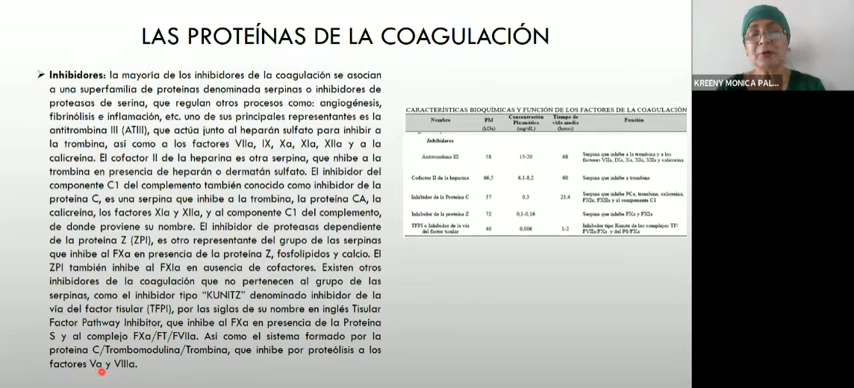 LAS PROTEÍNAS DE LA COAGULACIÓN
KREENY MONICA PAL...
Inhibidores: la mayoría de los inhibidores de la coagulación se asocian
a una superfamilia de proteínas denominada serpinas o inhibidores de
proteasas de serina, que regulan otros procesos como: angiogénesis,
fibrinólisis e inflamación, etc. uno de sus principales representantes es la
antitrombina III (ATIII), que actúa junto al heparán sulfato para inhibir a
la trombina, así como a los factores VIIa, IX, Xa, XIa, XIIa y a la
calicreína. El cofactor II de la heparina es otra serpina, que nhibe a la
trombina en presencia de heparán o dermatán sulfato. El inhibidor del
componente C1 del complemento también conocido como inhibidor de la
proteína C, es una serpina que inhibe a la trombina, la proteína CA, la
calicreína, los factores XIa y XIIa, y al componente C1 del complemento,
de donde proviene su nombre. El inhibidor de proteasas dependiente
de la proteína Z (ZPI), es otro representante del grupo de las serpinas
que inhibe al FXa en presencia de la proteína Z, fosfolípidos y calcio. El
ZPI también inhibe al FXIa en ausencia de cofactores. Existen otros
inhibidores de la coagulación que no pertenecen al grupo de las
serpinas, como el inhibidor tipo “KUNITZ” denominado inhibidor de la
vía del factor tisular (TFPI), por las siglas de su nombre en inglés Tisular
Factor Pathway Inhibitor, que inhibe al FXa en presencia de la Proteína
S y al complejo FXa/FT/FVIIa. Así como el sistema formado por la
proteina C/Trombomodulina/Trombina, que inhibe por proteólisis a los
factores Va y VIIIa.
CARACTERÍSTICAS BIOQUÍMICAS Y FUNCIÓN DE LOS FACTORES DE LA COAGULACIÓN
Nombre PM (kDa) Concentración Plasmática (mg/dL) Tiempo de vida media (horas) Función
Inhibidores
Antitrombina III 58 15-20 68 Serpina que inhibe a la trombina y a los
factores VIIa, IXa, Xa, XIa, XIIa y calicreína
Cofactor II de la heparina 66,5 6,1-8,2 60 Serpina que inhibe a trombina
Inhibidor de la Proteína C 57 0,5 23,4 Serpina que inhibe PCa, trombina, calicreína,
FXIa, FXIIa y al componente C1
Inhibidor de la proteína Z 72 0,1-0,16 Serpina que inhibe FXa y FXIa
TFPI o Inhibidor de la vía del factor tisular 40 0,006 1-2 Inhibidor tipo Kunitz de los complejos TF/
FVIIa/FXa y del PS/FXa